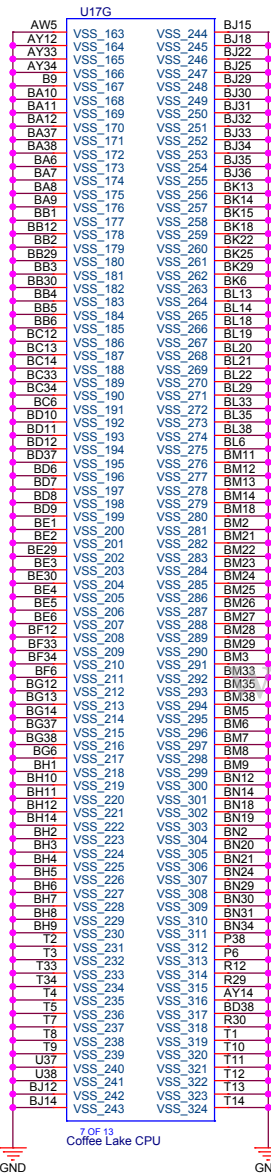 U17G
AW5 VSS_163 VSS_244 BJ15
AY12 VSS_164 VSS_245 BJ18
AY33 VSS_165 VSS_246 BJ22
AY34 VSS_166 VSS_247 BJ25
B9 VSS_167 VSS_248 BJ29
BA10 VSS_168 VSS_249 BJ30
BA11 VSS_169 VSS_250 BJ31
BA12 VSS_170 VSS_251 BJ32
BA37 VSS_171 VSS_252 BJ33
BA38 VSS_172 VSS_253 BJ34
BA6 VSS_173 VSS_254 BJ35
BA7 VSS_174 VSS_255 BJ36
BA8 VSS_175 VSS_256 BK13
BA9 VSS_176 VSS_257 BK14
BB1 VSS_177 VSS_258 BK15
BB12 VSS_178 VSS_259 BK18
BB2 VSS_179 VSS_260 BK22
BB29 VSS_180 VSS_261 BK25
BB3 VSS_181 VSS_262 BK29
BB30 VSS_182 VSS_263 BK6
BB4 VSS_183 VSS_264 BL13
BB5 VSS_184 VSS_265 BL14
BB6 VSS_185 VSS_266 BL18
BC12 VSS_186 VSS_267 BL19
BC13 VSS_187 VSS_268 BL20
BC14 VSS_188 VSS_269 BL21
BC33 VSS_189 VSS_270 BL22
BC34 VSS_190 VSS_271 BL29
BC6 VSS_191 VSS_272 BL33
BD10 VSS_192 VSS_273 BL35
BD11 VSS_193 VSS_274 BL38
BD12 VSS_194 VSS_275 BL6
BD37 VSS_195 VSS_276 BM11
BD6 VSS_196 VSS_277 BM12
BD7 VSS_197 VSS_278 BM13
BD8 VSS_198 VSS_279 BM14
BD9 VSS_199 VSS_280 BM18
BE1 VSS_200 VSS_281 BM2
BE2 VSS_201 VSS_282 BM21
BE29 VSS_202 VSS_283 BM22
BE3 VSS_203 VSS_284 BM23
BE30 VSS_204 VSS_285 BM24
BE4 VSS_205 VSS_286 BM25
BE5 VSS_206 VSS_287 BM26
BE6 VSS_207 VSS_288 BM27
BF12 VSS_208 VSS_289 BM28
BF33 VSS_209 VSS_290 BM29
BF34 VSS_210 VSS_291 BM3
BF6 VSS_211 VSS_292 BM33
BG12 VSS_212 VSS_293 BM35
BG13 VSS_213 VSS_294 BM38
BG14 VSS_214 VSS_295 BM5
BG37 VSS_215 VSS_296 BM6
BG38 VSS_216 VSS_297 BM7
BG6 VSS_217 VSS_298 BM8
BH1 VSS_218 VSS_299 BM9
BH10 VSS_219 VSS_300 BN12
BH11 VSS_220 VSS_301 BN14
BH12 VSS_221 VSS_302 BN18
BH14 VSS_222 VSS_303 BN19
BH2 VSS_223 VSS_304 BN2
BH3 VSS_224 VSS_305 BN20
BH4 VSS_225 VSS_306 BN21
BH5 VSS_226 VSS_307 BN24
BH6 VSS_227 VSS_308 BN29
BH7 VSS_228 VSS_309 BN30
BH8 VSS_229 VSS_310 BN31
BH9 VSS_230 VSS_311 BN34
T2 VSS_231 VSS_312 P38
T3 VSS_232 VSS_313 P6
T33 VSS_233 VSS_314 R12
T34 VSS_234 VSS_315 R29
T4 VSS_235 VSS_316 AY14
T5 VSS_236 VSS_317 BD38
T7 VSS_237 VSS_318 R30
T8 VSS_238 VSS_319 T1
T9 VSS_239 VSS_320 T10
U37 VSS_240 VSS_321 T11
U38 VSS_241 VSS_322 T12
BJ12 VSS_242 VSS_323 T13
BJ14 VSS_243 VSS_324 T14
7 OF 13
Coffee Lake CPU
GND GND